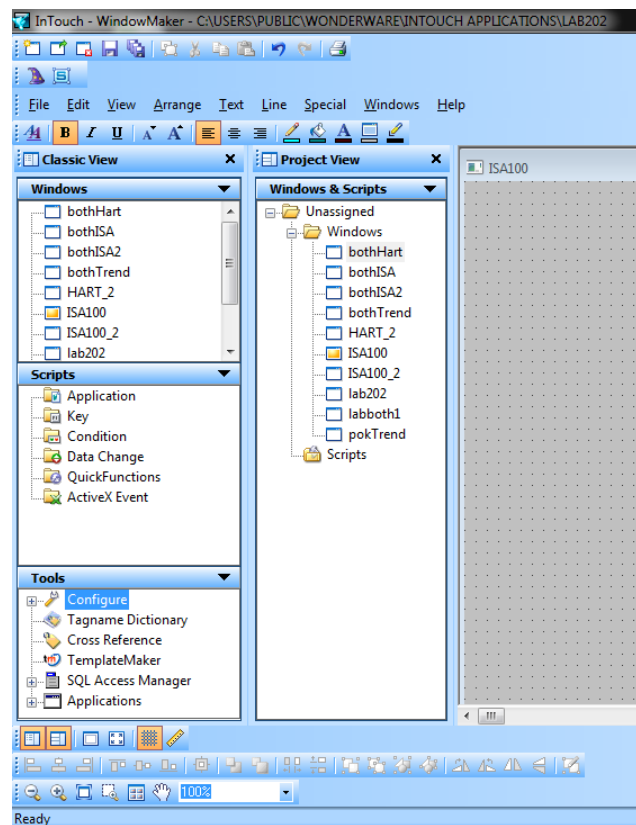 InTouch - WindowMaker - C:\USERS\PUBLIC\WONDERWARE\INTOUCH APPLICATIONS\LAB202
File Edit View Arrange Text Line Special Windows Help
Classic View
Windows
bothHart
bothISA
bothISA2
bothTrend
HART_2
ISA100
ISA100_2
lab202
Scripts
Application
Key
Condition
Data Change
QuickFunctions
ActiveX Event
Tools
Configure
Tagname Dictionary
Cross Reference
TemplateMaker
SQL Access Manager
Applications
Project View
Windows & Scripts
Unassigned
Windows
bothHart
bothISA
bothISA2
bothTrend
HART_2
ISA100
ISA100_2
lab202
labboth1
pokTrend
Scripts
ISA100
100%
Ready